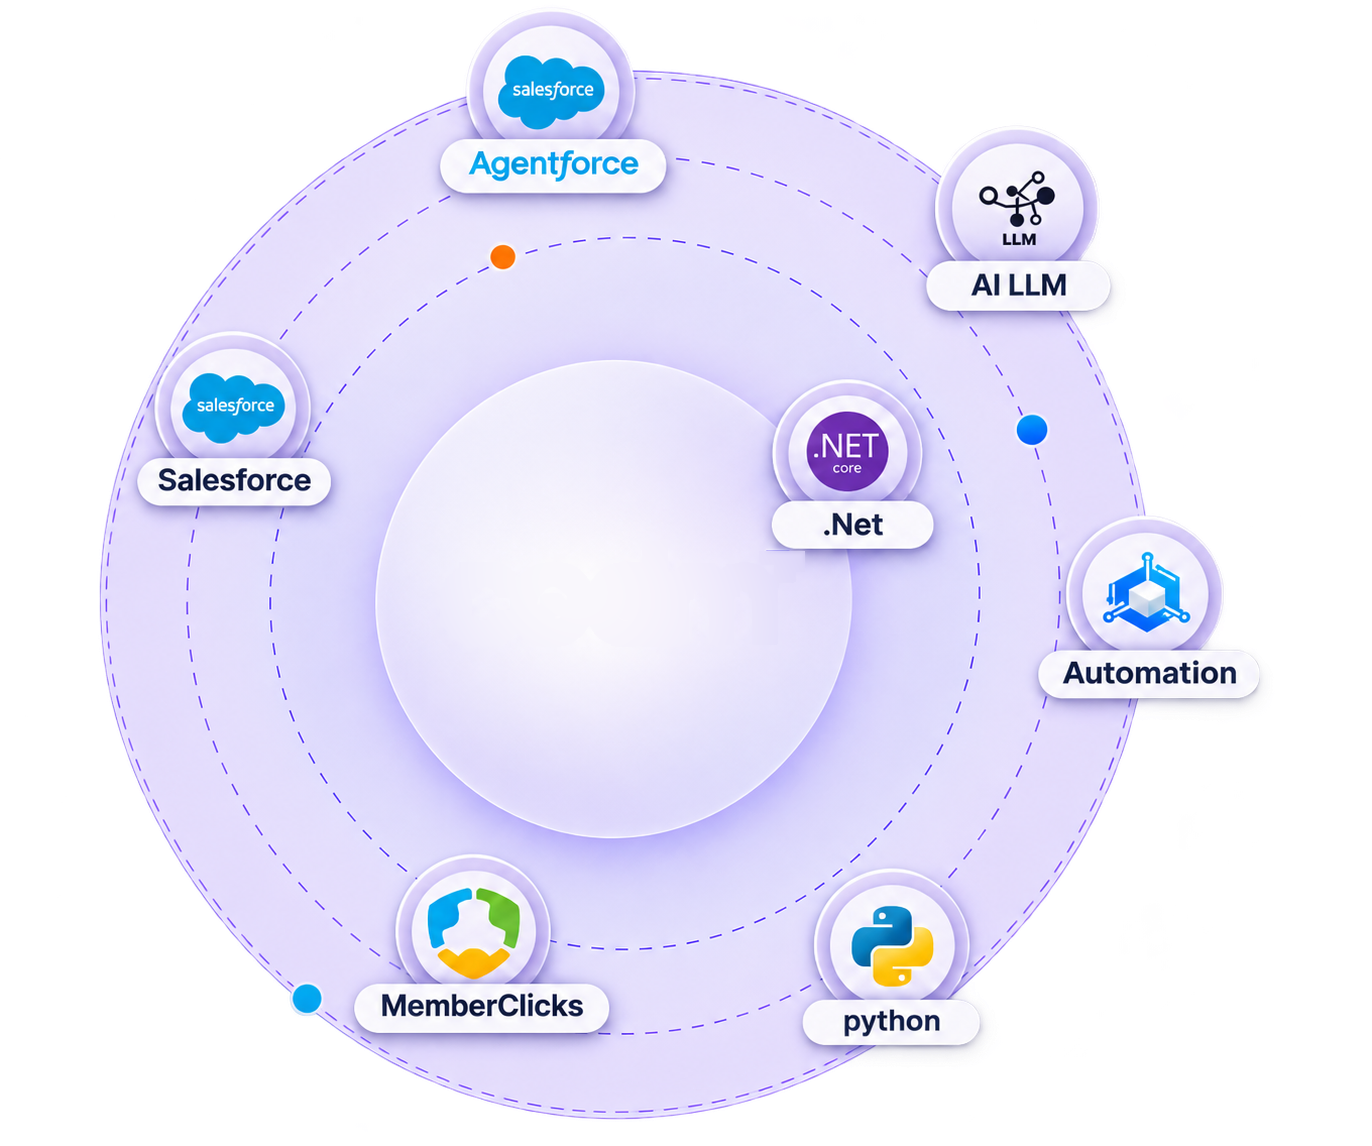 salesforce
Agentforce
LLM
AI LLM
salesforce
Salesforce
.NET
core
.Net
Automation
MemberClicks
python